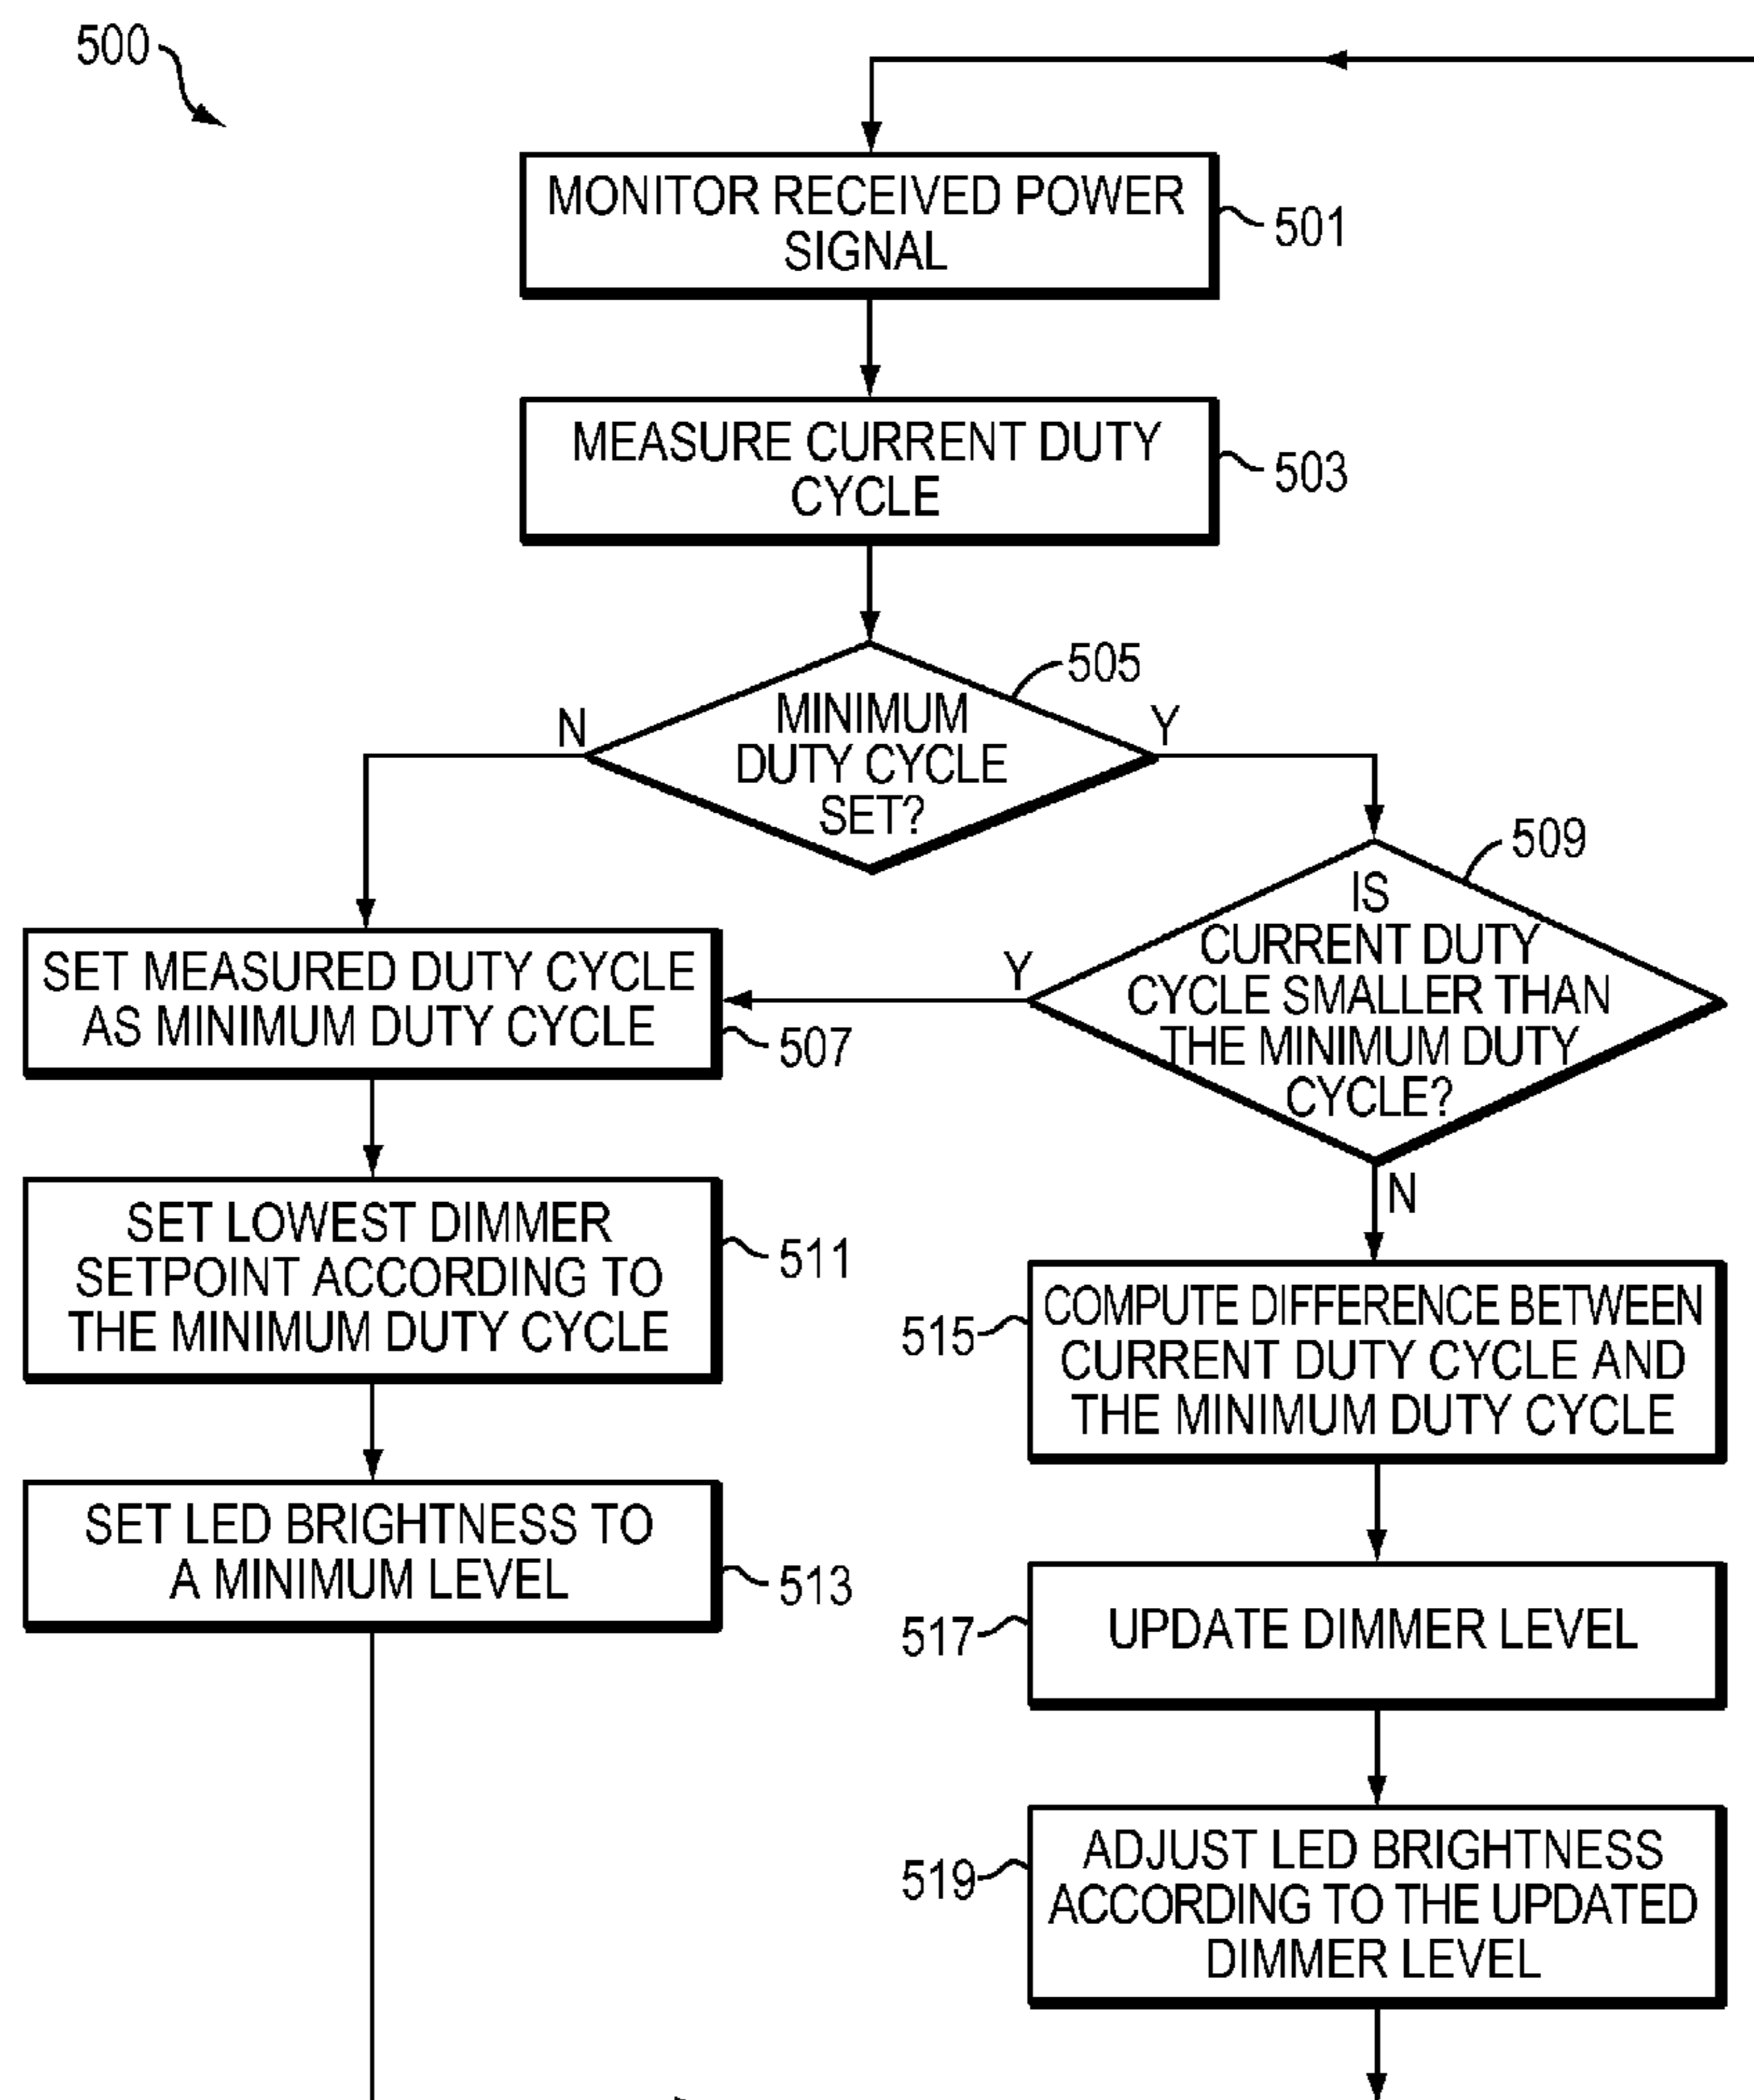 500
MONITOR RECEIVED POWER
SIGNAL
501
MEASURE CURRENT DUTY
CYCLE
503
505
MINIMUM
DUTY CYCLE
SET?
N
Y
509
IS
CURRENT DUTY
CYCLE SMALLER THAN
THE MINIMUM DUTY
CYCLE?
Y
N
SET MEASURED DUTY CYCLE
AS MINIMUM DUTY CYCLE
507
SET LOWEST DIMMER
SETPOINT ACCORDING TO
THE MINIMUM DUTY CYCLE
511
SET LED BRIGHTNESS TO
A MINIMUM LEVEL
513
515
COMPUTE DIFFERENCE BETWEEN
CURRENT DUTY CYCLE AND
THE MINIMUM DUTY CYCLE
517
UPDATE DIMMER LEVEL
519
ADJUST LED BRIGHTNESS
ACCORDING TO THE UPDATED
DIMMER LEVEL